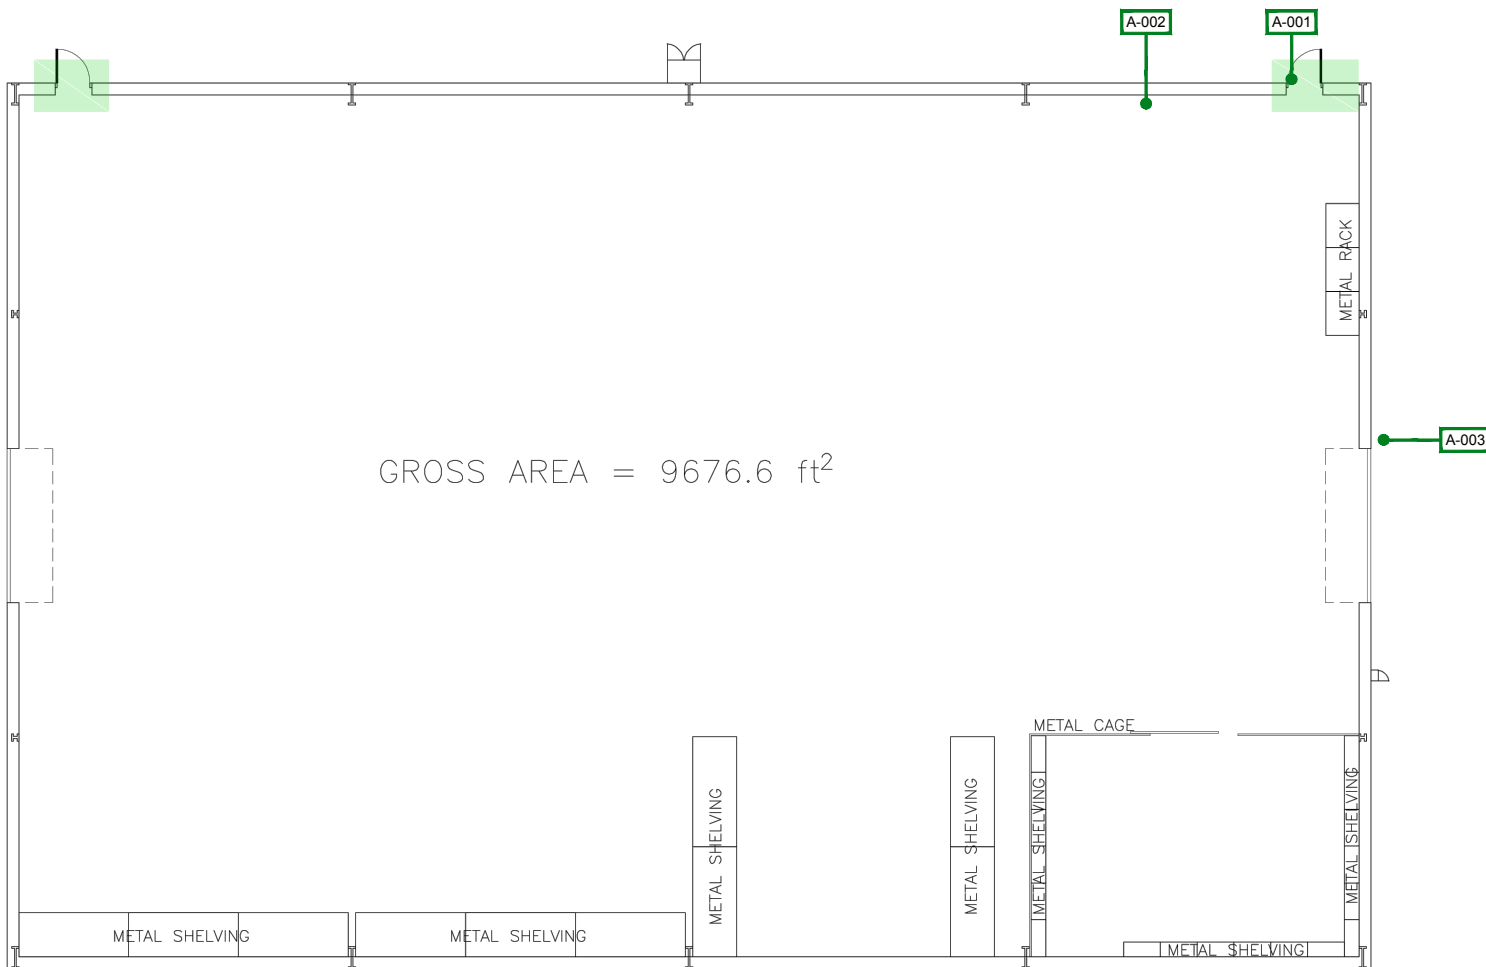 A-002
A-001
METAL RACK
A-003
GROSS AREA = 9676.6 ft²
METAL CAGE
METAL SHELVING
METAL SHELVING
METAL SHELVING
METAL SHELVING
METAL SHELVING
METAL SHELVING
METAL SHELVING